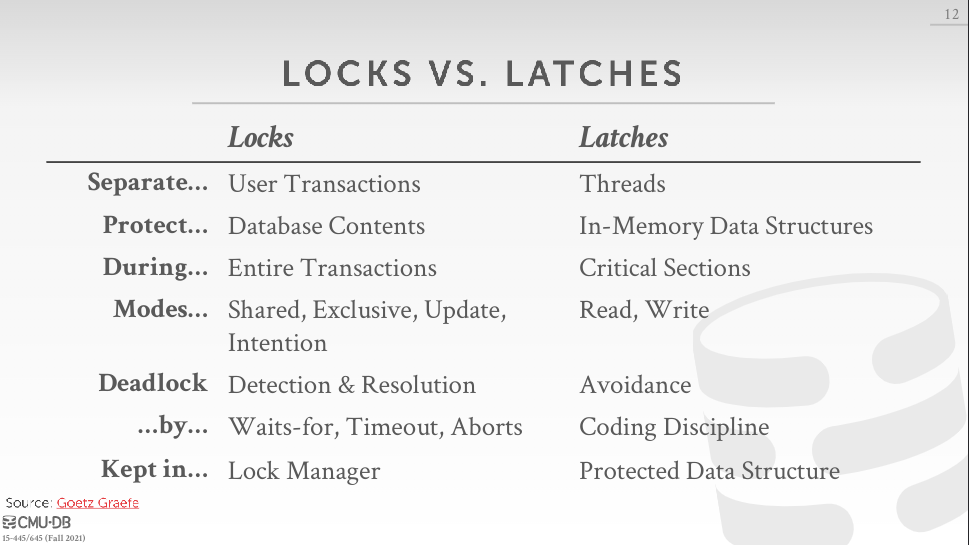 12
LOCKS VS. LATCHES
Locks Latches
Separate... User Transactions Threads
Protect... Database Contents In-Memory Data Structures
During... Entire Transactions Critical Sections
Modes... Shared, Exclusive, Update, Read, Write
Intention
Deadlock Detection & Resolution Avoidance
...by... Waits-for, Timeout, Aborts Coding Discipline
Kept in... Lock Manager Protected Data Structure
Source: Goetz Graefe
CMU·DB
15-445/645 (Fall 2021)